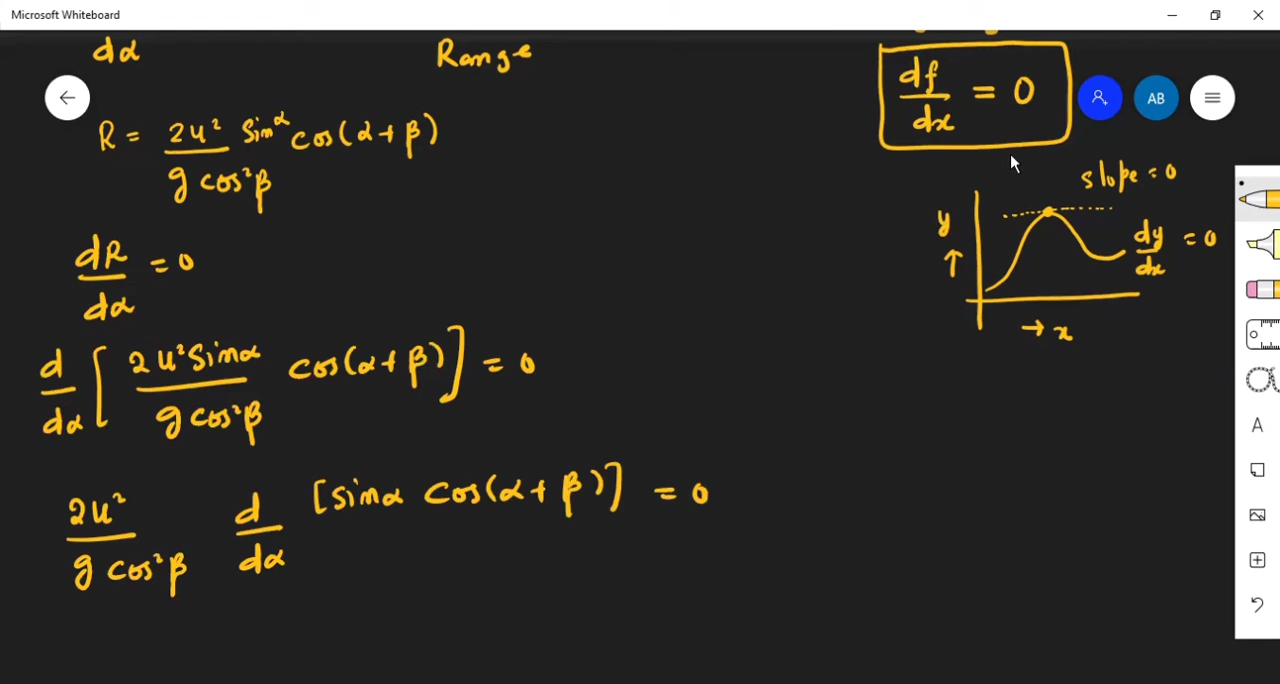 Microsoft Whiteboard
dα
Range
df/dx = 0
AB
R = 2u² Sinα cos(α+β) / g cos²β
slope = 0
y
↑
dy/dx = 0
→ x
dR/dα = 0
d/dα [2u² Sinα / g cos²β cos(α+β)] = 0
2u² / g cos²β d/dα [Sinα cos(α+β)] = 0
A